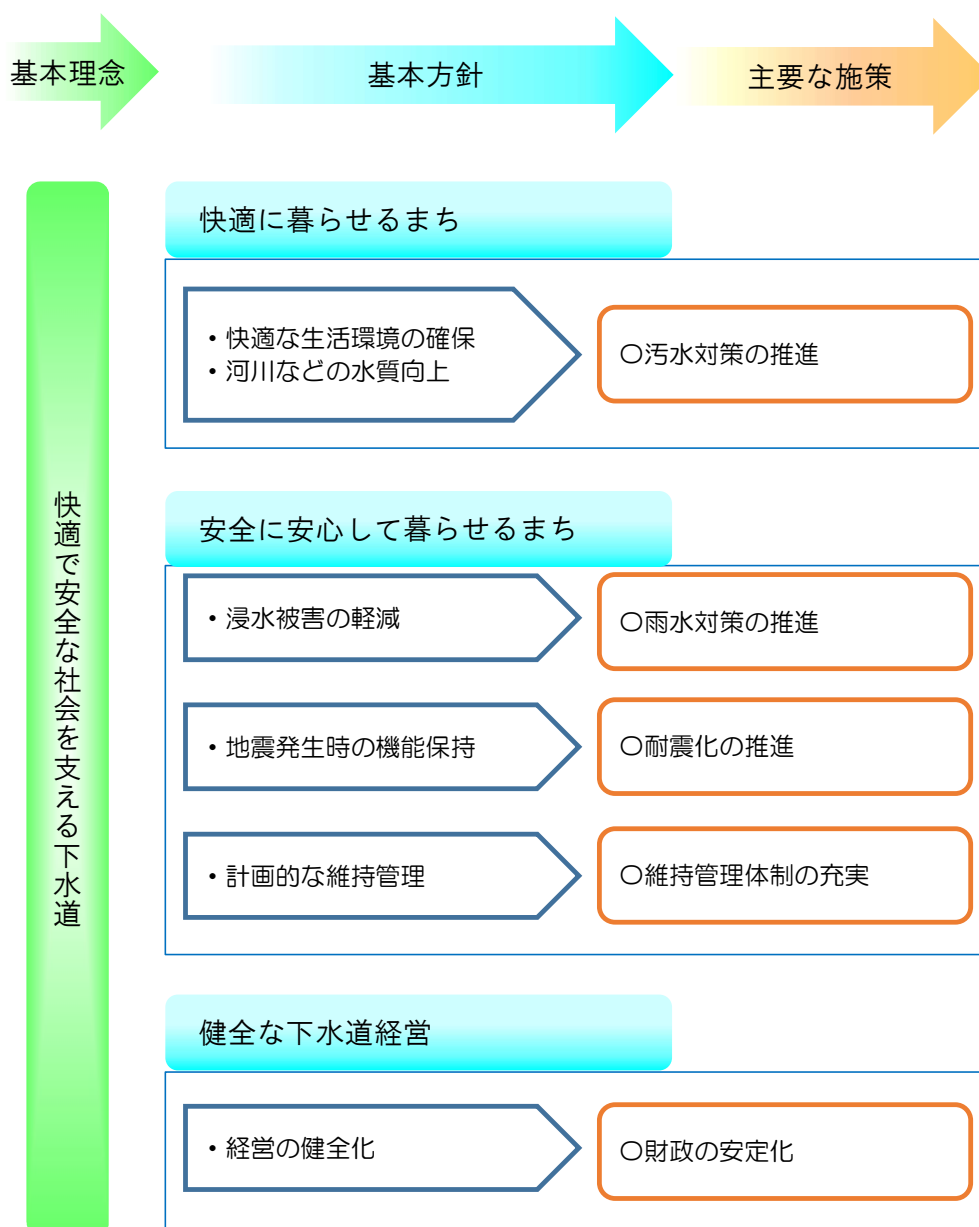 基本理念
基本方針
主要な施策
快適で安全な社会を支える下水道
快適に暮らせるまち
・快適な生活環境の確保
・河川などの水質向上
〇汚水対策の推進
安全に安心して暮らせるまち
・浸水被害の軽減
〇雨水対策の推進
・地震発生時の機能保持
〇耐震化の推進
・計画的な維持管理
〇維持管理体制の充実
健全な下水道経営
・経営の健全化
〇財政の安定化